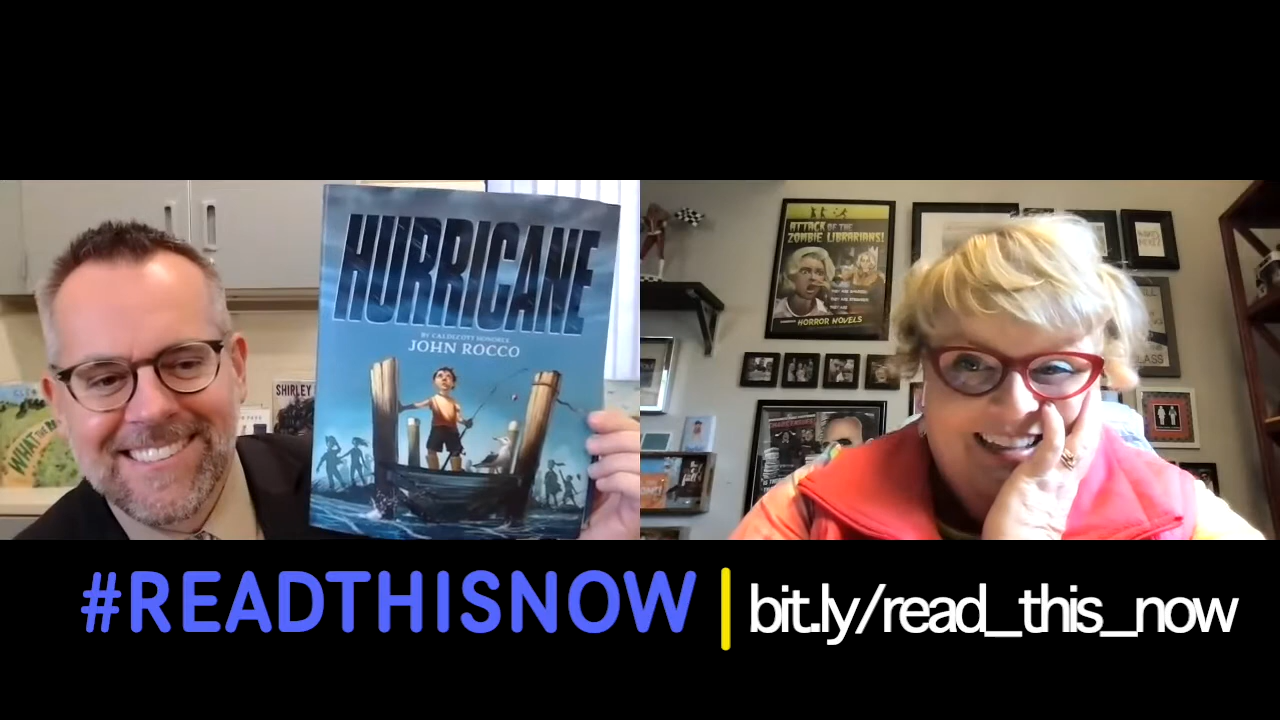 HURRICANE
BY CALDECOTT HONOREE
JOHN ROCCO
SHIRLEY
ATTACK OF THE
ZOMBIE LIBRARIANS!
HORROR NOVELS
#READTHISNOW
bit.ly/read_this_now